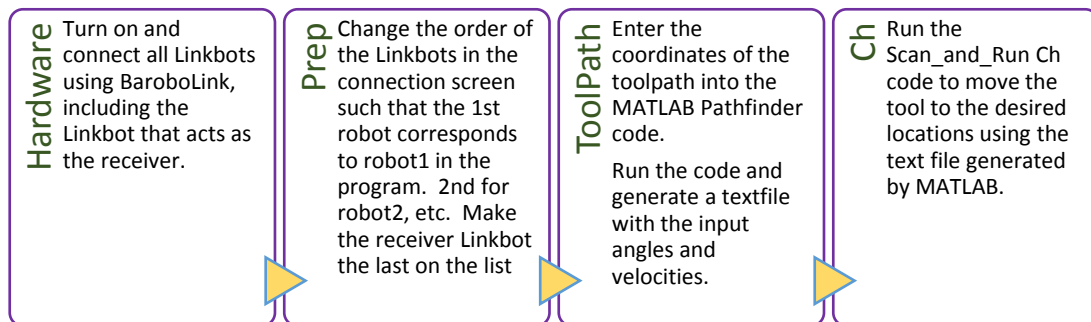 Hardware
Turn on and
connect all Linkbots
using BaroboLink,
including the
Linkbot that acts as
the receiver.
Prep
Change the order of
the Linkbots in the
connection screen
such that the 1st
robot corresponds
to robot1 in the
program.  2nd for
robot2, etc.  Make
the receiver Linkbot
the last on the list
ToolPath
Enter the
coordinates of the
toolpath into the
MATLAB Pathfinder
code.
Run the code and
generate a textfile
with the input
angles and
velocities.
Ch
Run the
Scan_and_Run Ch
code to move the
tool to the desired
locations using the
text file generated
by MATLAB.